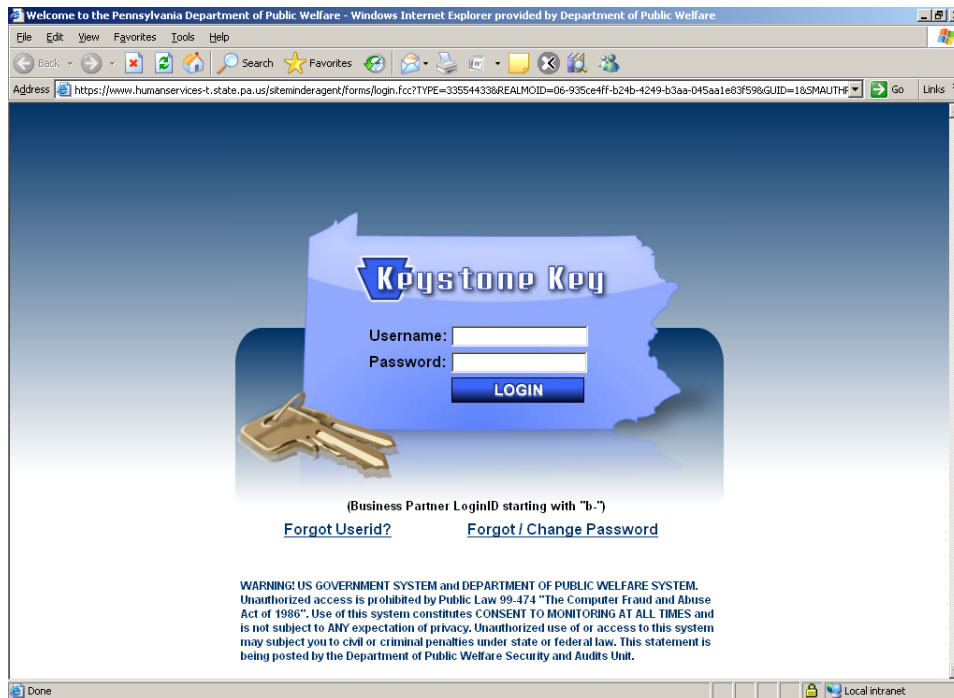 Welcome to the Pennsylvania Department of Public Welfare - Windows Internet Explorer provided by Department of Public Welfare
File Edit View Favorites Tools Help
Back Search Favorites
Address https://www.humanservices-t.state.pa.us/siteminderagent/forms/login.fcc?TYPE=33554433&REALMOID=06-935ce4ff-b24b-4249-b3aa-045aa1e83f59&GUID=1&SMAUTHR Go Links
Keystone Key
Username:
Password:
LOGIN
(Business Partner LoginID starting with "b-")
Forgot Userid? Forgot / Change Password
WARNING! US GOVERNMENT SYSTEM and DEPARTMENT OF PUBLIC WELFARE SYSTEM.
Unauthorized access is prohibited by Public Law 99-474 "The Computer Fraud and Abuse
Act of 1986". Use of this system constitutes CONSENT TO MONITORING AT ALL TIMES and
is not subject to ANY expectation of privacy. Unauthorized use of or access to this system
may subject you to civil or criminal penalties under state or federal law. This statement is
being posted by the Department of Public Welfare Security and Audits Unit.
Done Local intranet